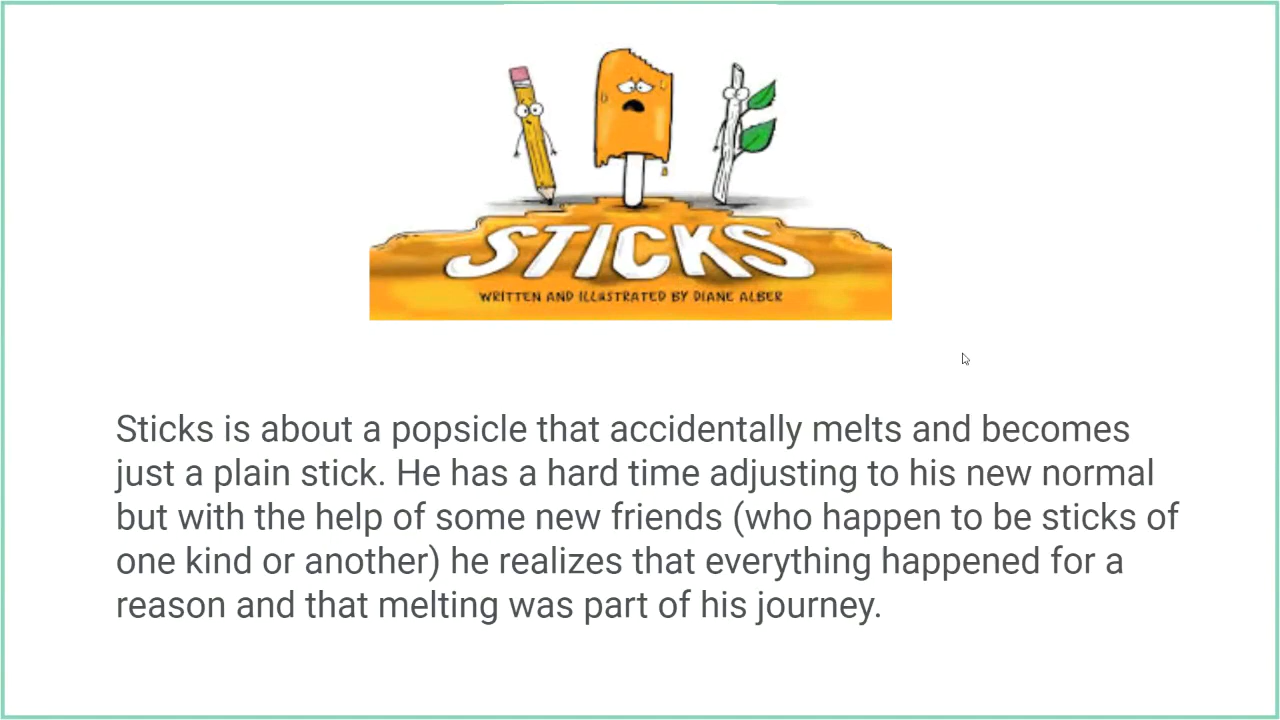 STICKS
WRITTEN AND ILLUSTRATED BY DIANE ALBER
Sticks is about a popsicle that accidentally melts and becomes
just a plain stick. He has a hard time adjusting to his new normal
but with the help of some new friends (who happen to be sticks of
one kind or another) he realizes that everything happened for a
reason and that melting was part of his journey.